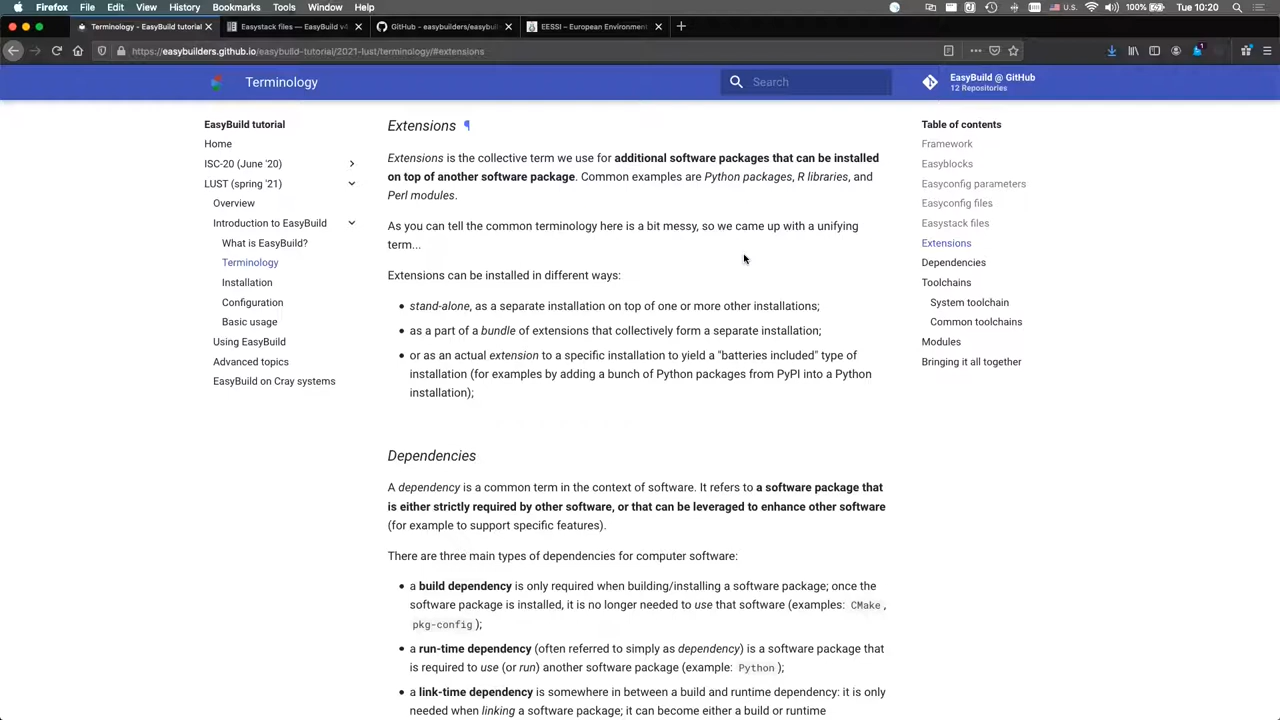 Firefox File Edit View History Bookmarks Tools Window Help 100% Tue 10:20
Terminology - EasyBuild tutorial Easystack files — EasyBuild v4 GitHub - easybuilders/easybuil EESSI – European Environment
https://easybuilders.github.io/easybuild-tutorial/2021-lust/terminology/#extensions
Terminology Search EasyBuild @ GitHub
12 Repositories
EasyBuild tutorial
Home
ISC-20 (June '20)
LUST (spring '21)
Overview
Introduction to EasyBuild
What is EasyBuild?
Terminology
Installation
Configuration
Basic usage
Using EasyBuild
Advanced topics
EasyBuild on Cray systems
Extensions ¶
Extensions is the collective term we use for additional software packages that can be installed
on top of another software package. Common examples are Python packages, R libraries, and
Perl modules.
As you can tell the common terminology here is a bit messy, so we came up with a unifying
term...
Extensions can be installed in different ways:
• stand-alone, as a separate installation on top of one or more other installations;
• as a part of a bundle of extensions that collectively form a separate installation;
• or as an actual extension to a specific installation to yield a "batteries included" type of
installation (for examples by adding a bunch of Python packages from PyPI into a Python
installation);
Dependencies
A dependency is a common term in the context of software. It refers to a software package that
is either strictly required by other software, or that can be leveraged to enhance other software
(for example to support specific features).
There are three main types of dependencies for computer software:
• a build dependency is only required when building/installing a software package; once the
software package is installed, it is no longer needed to use that software (examples: CMake,
pkg-config);
• a run-time dependency (often referred to simply as dependency) is a software package that
is required to use (or run) another software package (example: Python);
• a link-time dependency is somewhere in between a build and runtime dependency: it is only
needed when linking a software package; it can become either a build or runtime
Table of contents
Framework
Easyblocks
Easyconfig parameters
Easyconfig files
Easystack files
Extensions
Dependencies
Toolchains
System toolchain
Common toolchains
Modules
Bringing it all together